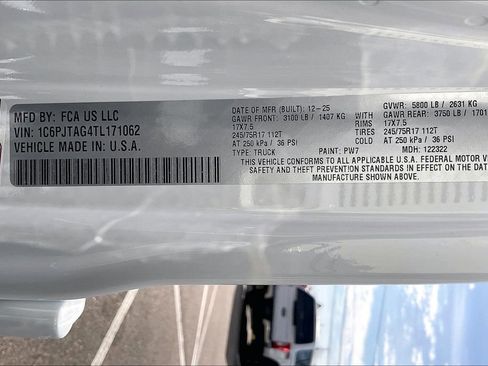 MFD BY: FCA US LLC
VIN: 1C6PJTAG4TL171062
VEHICLE MADE IN: U.S.A.
DATE OF MFR (BUILT): 12-25
GAWR FRONT: 3100 LB / 1407 KG
17X7.5
245/75R17 112T
AT 250 kPa / 36 PSI
TYPE: TRUCK
GVWR: 5800 LB / 2631 KG
GAWR REAR: 3750 LB / 1701
RIMS 17X7.5
TIRES 245/75R17 112T
COLD AT 250 kPa / 36 PSI
PAINT: PW7 MDH: 122322
THIS VEHICLE CONFORMS TO ALL APPLICABLE U.S.A. FEDERAL MOTOR V
SAFETY AND THEFT PREVENTION STANDARDS IN EFFECT ON THE DAT
MANUFACTURE SHOWN ABOVE.